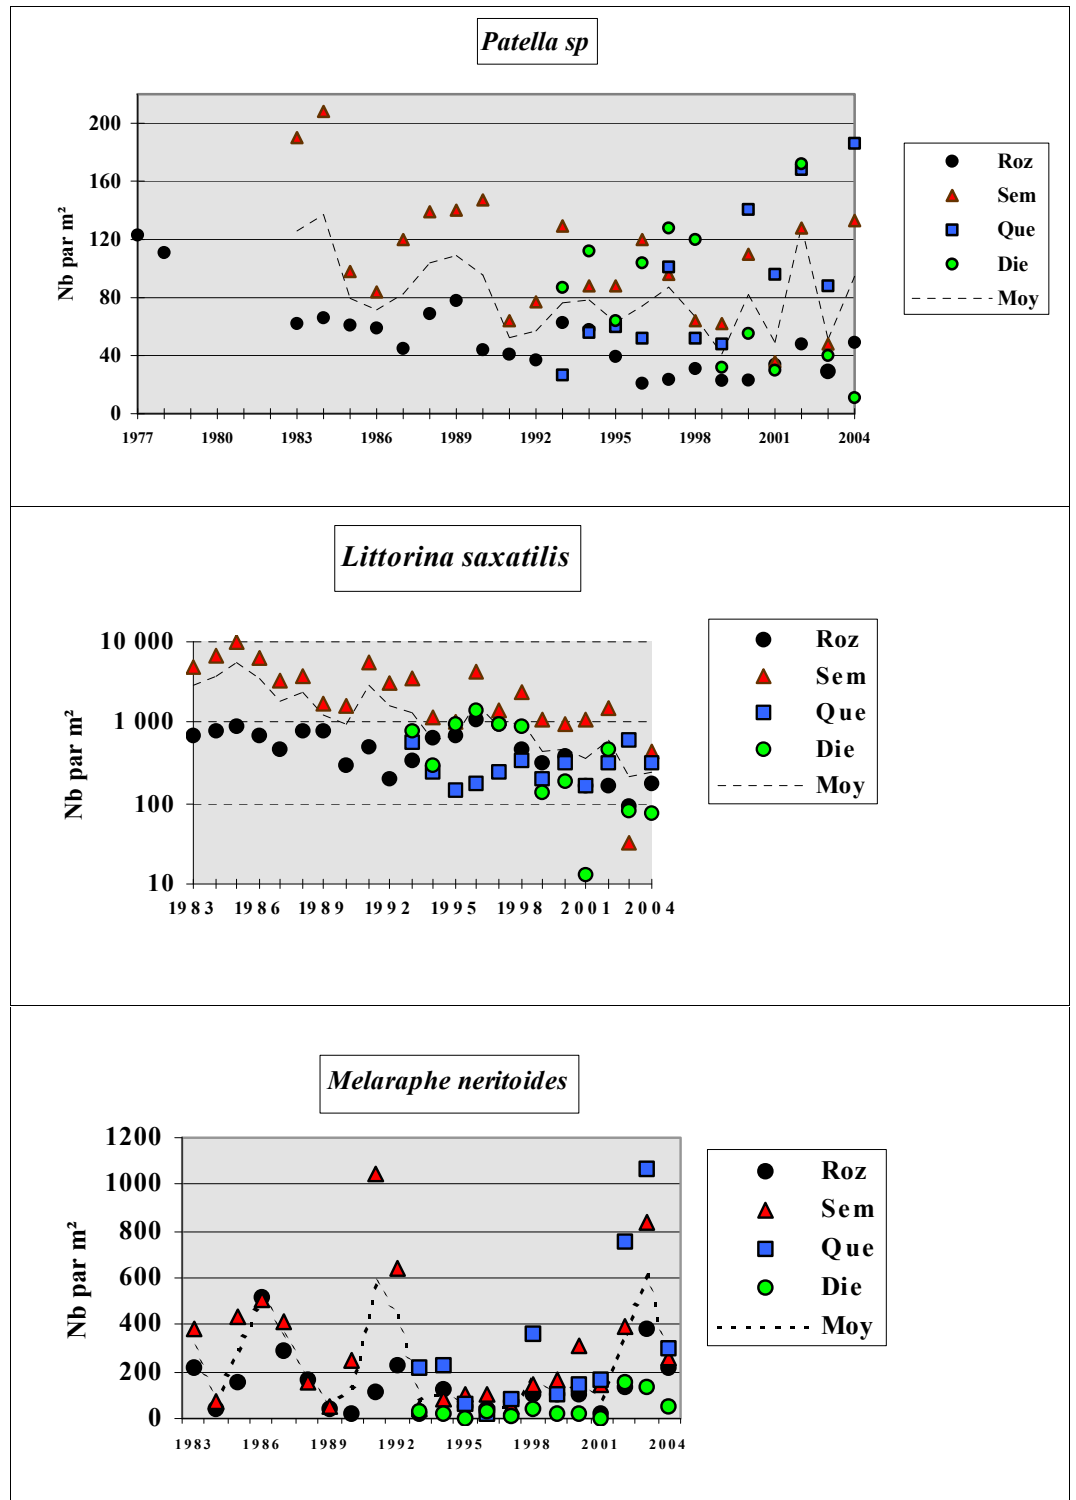 Patella sp
200
160
120
80
40
0
Nb par m²
1977 1980 1983 1986 1989 1992 1995 1998 2001 2004
Roz
Sem
Que
Die
Moy
Littorina saxatilis
10 000
1 000
100
10
Nb par m²
1983 1986 1989 1992 1995 1998 2001 2004
Roz
Sem
Que
Die
Moy
Melaraphe neritoides
1200
1000
800
600
400
200
0
Nb par m²
1983 1986 1989 1992 1995 1998 2001 2004
Roz
Sem
Que
Die
Moy